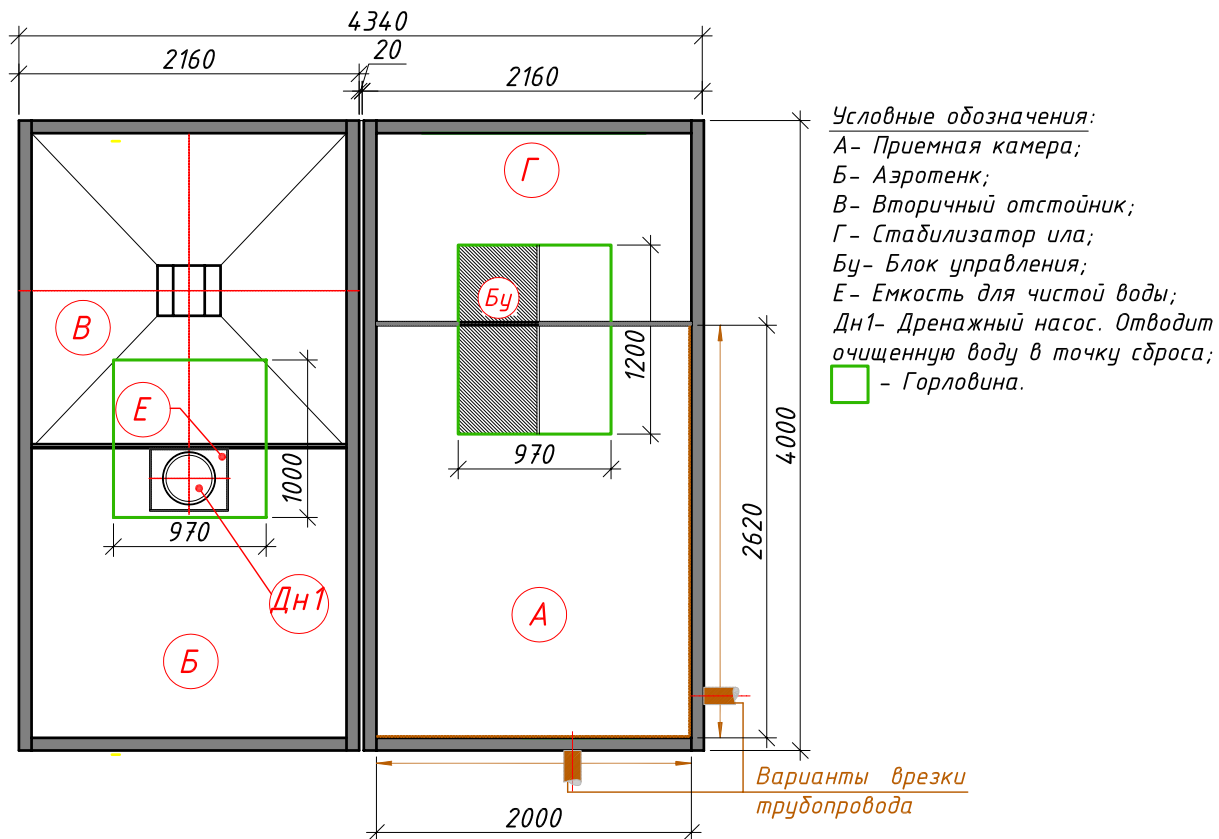 4340
2160
20
2160
Условные обозначения:
А- Приемная камера;
Б- Аэротенк;
В- Вторичный отстойник;
Г- Стабилизатор ила;
Бу- Блок управления;
Е- Емкость для чистой воды;
Дн1- Дренажный насос. Отводит
очищенную воду в точку сброса;
- Горловина.
Г
Бу
В
Е
1200
970
4000
1000
970
2620
Дн1
А
Б
Варианты врезки
трубопровода
2000